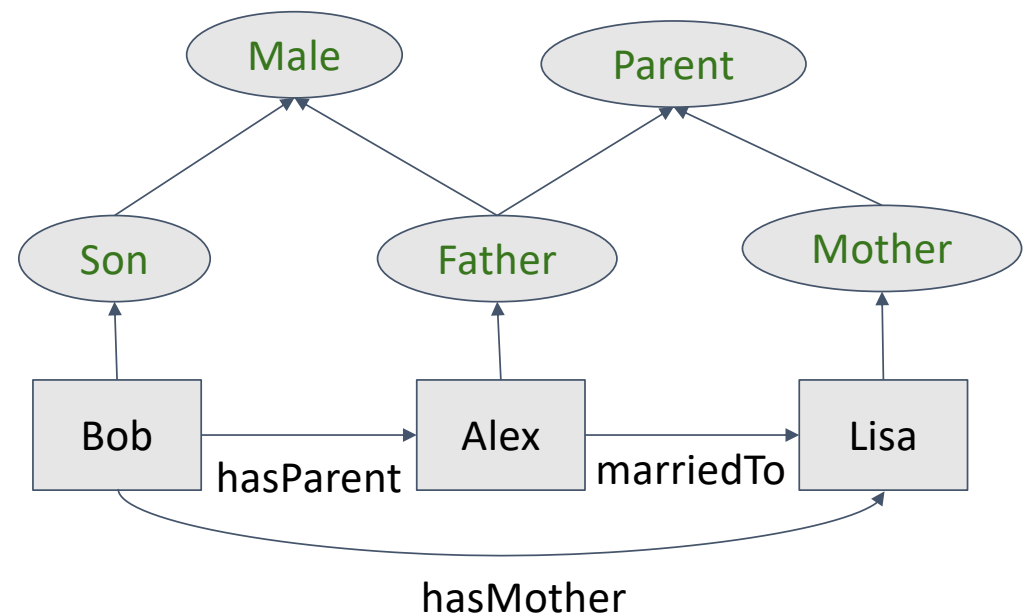 Male
Parent
Son
Father
Mother
Bob
Alex
Lisa
hasParent
marriedTo
hasMother